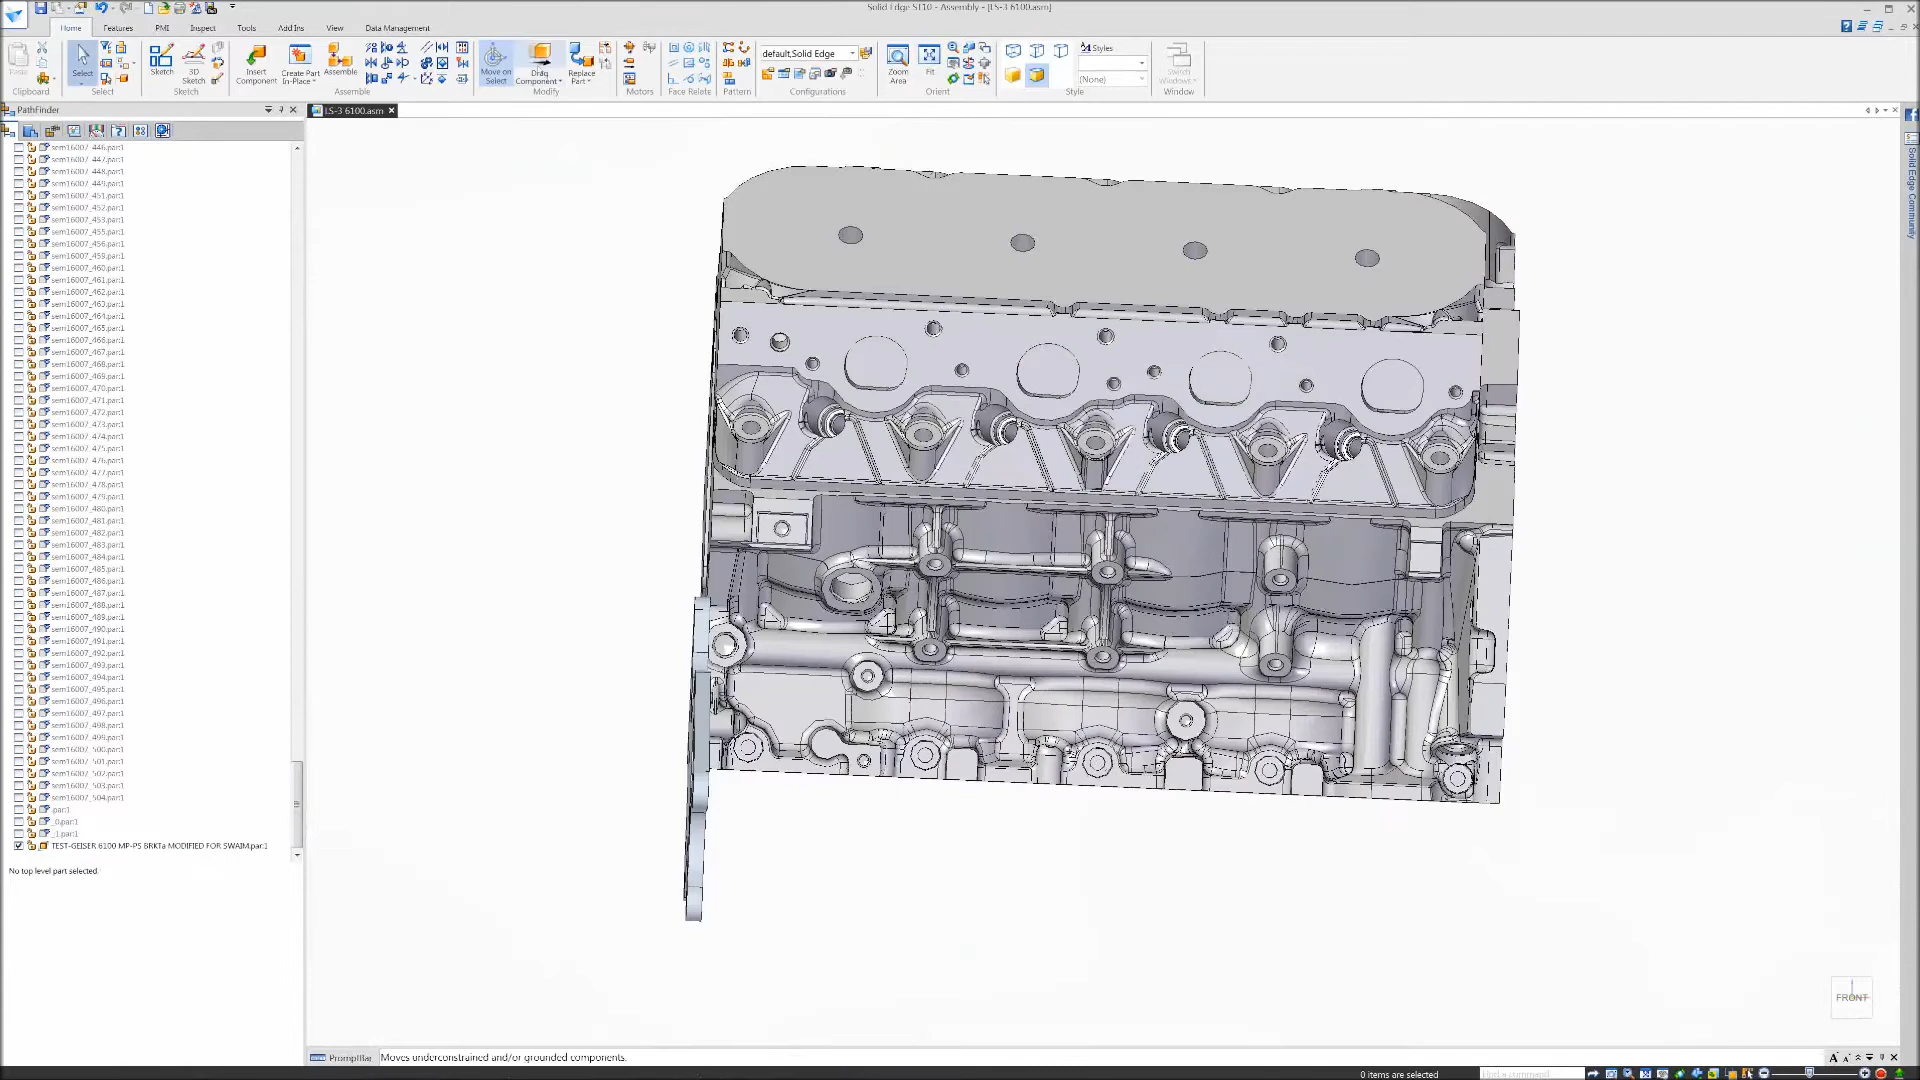 Solid Edge ST10 - Assembly - [LS-3 6100.asm]
Home
Features
PMI
Inspect
Tools
Add Ins
View
Data Management
Paste
Clipboard
Select
Select
Sketch
3D Sketch
Sketch
Insert Component
Create Part In-Place
Assemble
Assemble
Move on Select
Drag Component
Replace Part
Modify
Motors
Face Relate
Pattern
default,Solid Edge
Configurations
Zoom Area
Fit
Orient
Styles
(None)
Style
Switch Windows
Window
PathFinder
LS-3 6100.asm
sem16007_446.par:1
sem16007_447.par:1
sem16007_448.par:1
sem16007_449.par:1
sem16007_451.par:1
sem16007_452.par:1
sem16007_453.par:1
sem16007_455.par:1
sem16007_456.par:1
sem16007_459.par:1
sem16007_460.par:1
sem16007_461.par:1
sem16007_462.par:1
sem16007_463.par:1
sem16007_464.par:1
sem16007_465.par:1
sem16007_466.par:1
sem16007_467.par:1
sem16007_468.par:1
sem16007_469.par:1
sem16007_470.par:1
sem16007_471.par:1
sem16007_472.par:1
sem16007_473.par:1
sem16007_474.par:1
sem16007_475.par:1
sem16007_476.par:1
sem16007_477.par:1
sem16007_478.par:1
sem16007_479.par:1
sem16007_480.par:1
sem16007_481.par:1
sem16007_482.par:1
sem16007_483.par:1
sem16007_484.par:1
sem16007_485.par:1
sem16007_486.par:1
sem16007_487.par:1
sem16007_488.par:1
sem16007_489.par:1
sem16007_490.par:1
sem16007_491.par:1
sem16007_492.par:1
sem16007_493.par:1
sem16007_494.par:1
sem16007_495.par:1
sem16007_496.par:1
sem16007_497.par:1
sem16007_498.par:1
sem16007_499.par:1
sem16007_500.par:1
sem16007_501.par:1
sem16007_502.par:1
sem16007_503.par:1
sem16007_504.par:1
.par:1
_0.par:1
_1.par:1
TEST-GEISER 6100 MP-PS BRKTa MODIFIED FOR SWAIM.par:1
No top level part selected.
Solid Edge Community
FRONT
PromptBar
Moves underconstrained and/or grounded components.
0 items are selected
Find a command